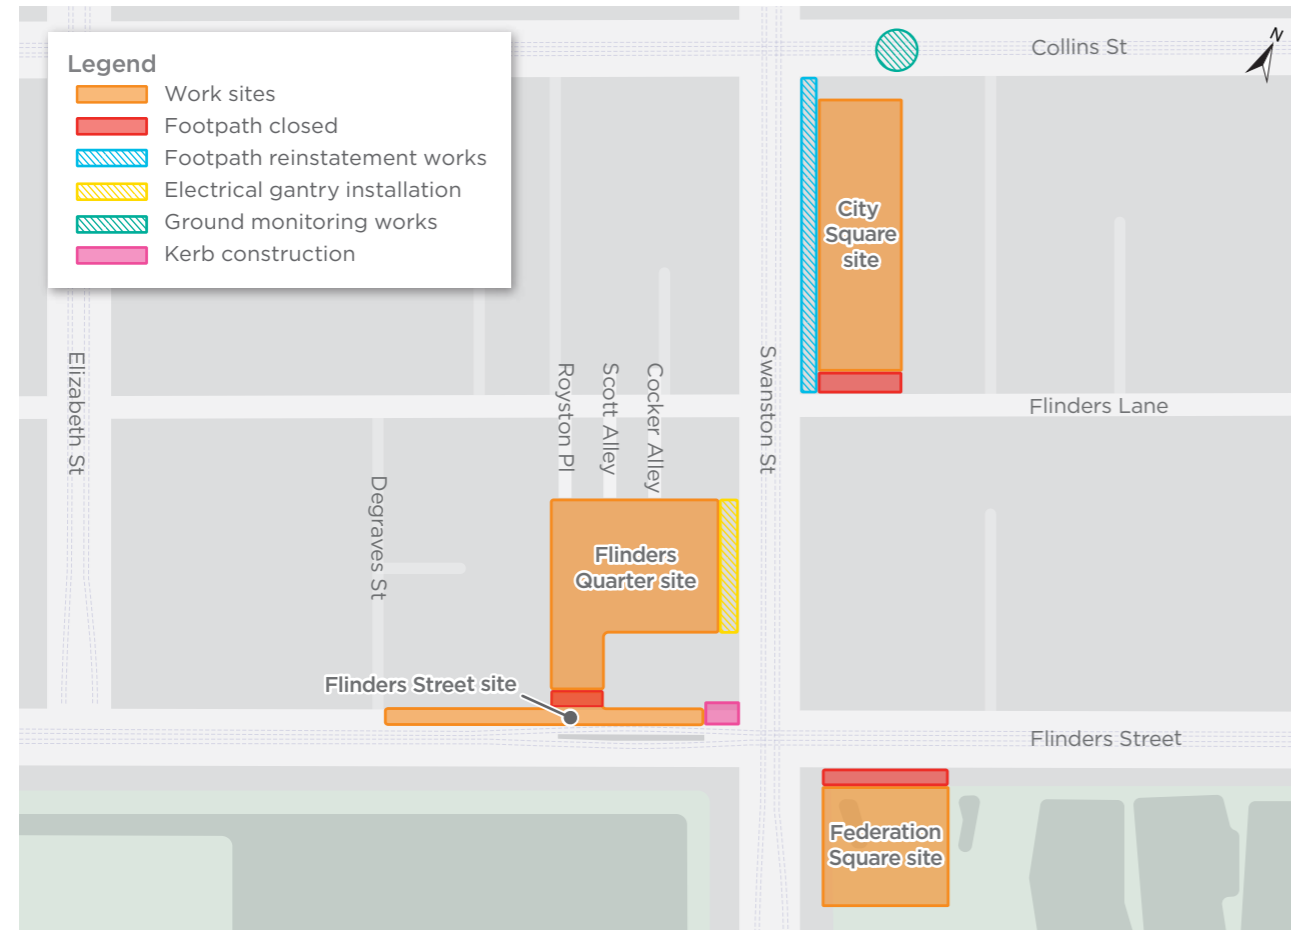 Collins St
N
Legend
Work sites
Footpath closed
Footpath reinstatement works
Electrical gantry installation
Ground monitoring works
Kerb construction
City
Square
site
Elizabeth St
Royston Pl
Scott Alley
Cocker Alley
Swanston St
Flinders Lane
Degraves St
Flinders
Quarter site
Flinders Street site
Flinders Street
Federation
Square site